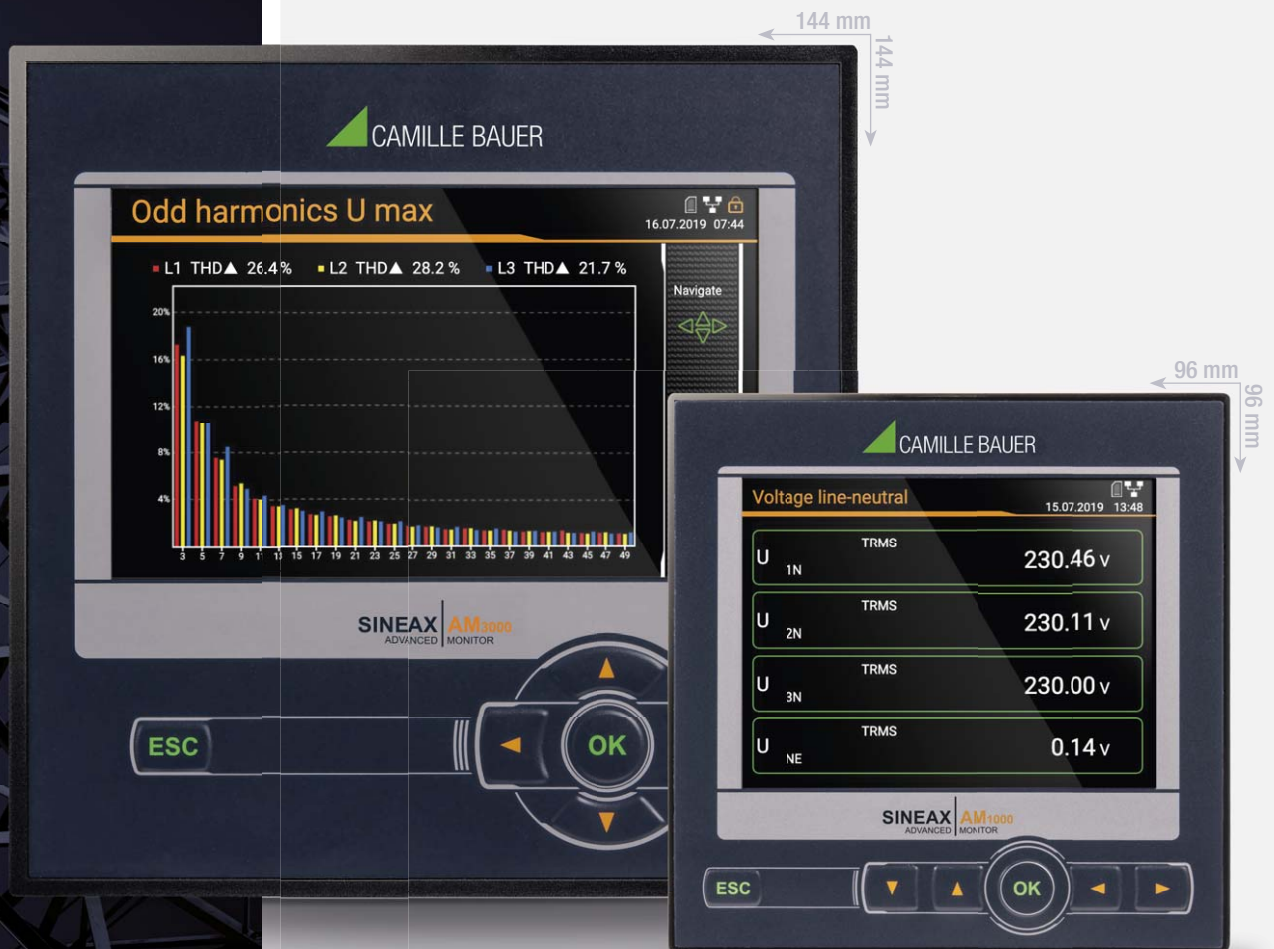 144 mm
144 mm
CAMILLE BAUER
Odd harmonics U max
16.07.2019 07:44
L1 THD▲ 26.4 % L2 THD▲ 28.2 % L3 THD▲ 21.7 %
Navigate
20%
16%
12%
8%
4%
3 5 7 9 11 13 15 17 19 21 23 25 27 29 31 33 35 37 39 41 43 45 47 49
SINEAX AM3000
ADVANCED MONITOR
ESC
OK
96 mm
96 mm
CAMILLE BAUER
Voltage line-neutral
15.07.2019 13:48
U 1N TRMS 230.46 V
U 2N TRMS 230.11 V
U 3N TRMS 230.00 V
U NE TRMS 0.14 V
SINEAX AM1000
ADVANCED MONITOR
ESC
OK